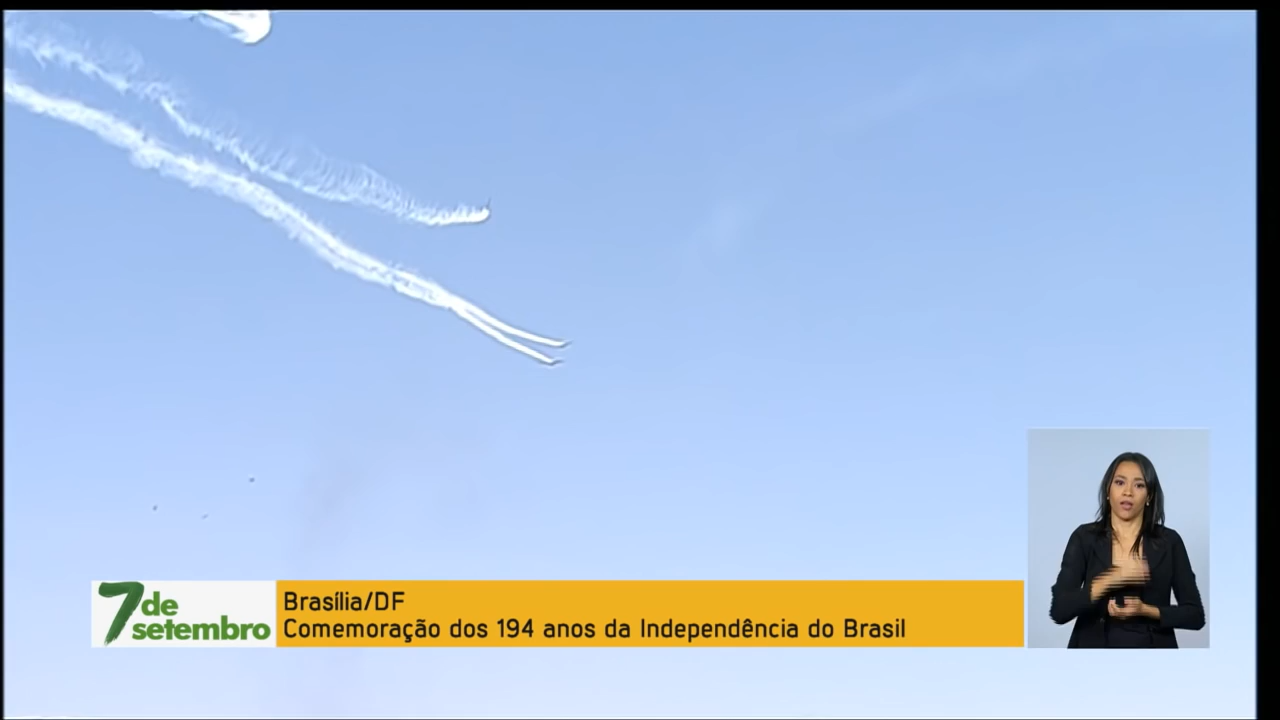 7 de
setembro
Brasília/DF
Comemoração dos 194 anos da Independência do Brasil